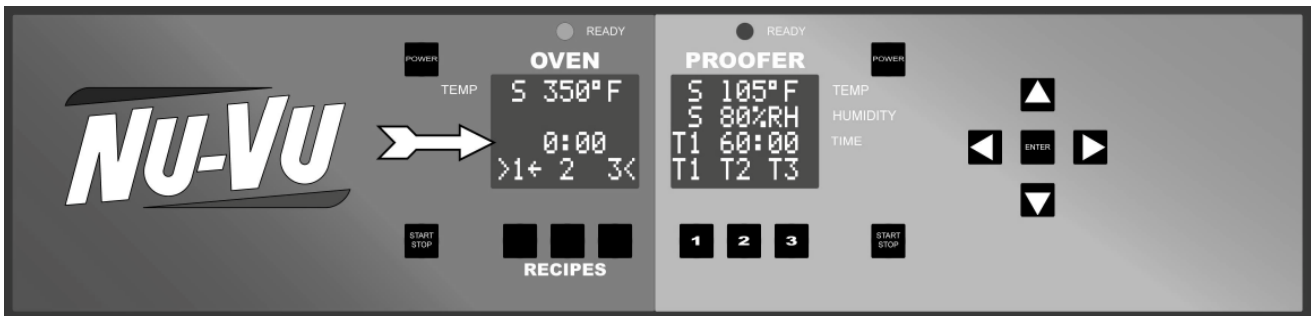 NU-VU
POWER
TEMP
START
STOP
READY
OVEN
S 350°F
0:00
>1← 2 3<
RECIPES
READY
PROOFER
S 105°F
S 80%RH
T1 60:00
T1 T2 T3
1 2 3
POWER
TEMP
HUMIDITY
TIME
START
STOP
ENTER